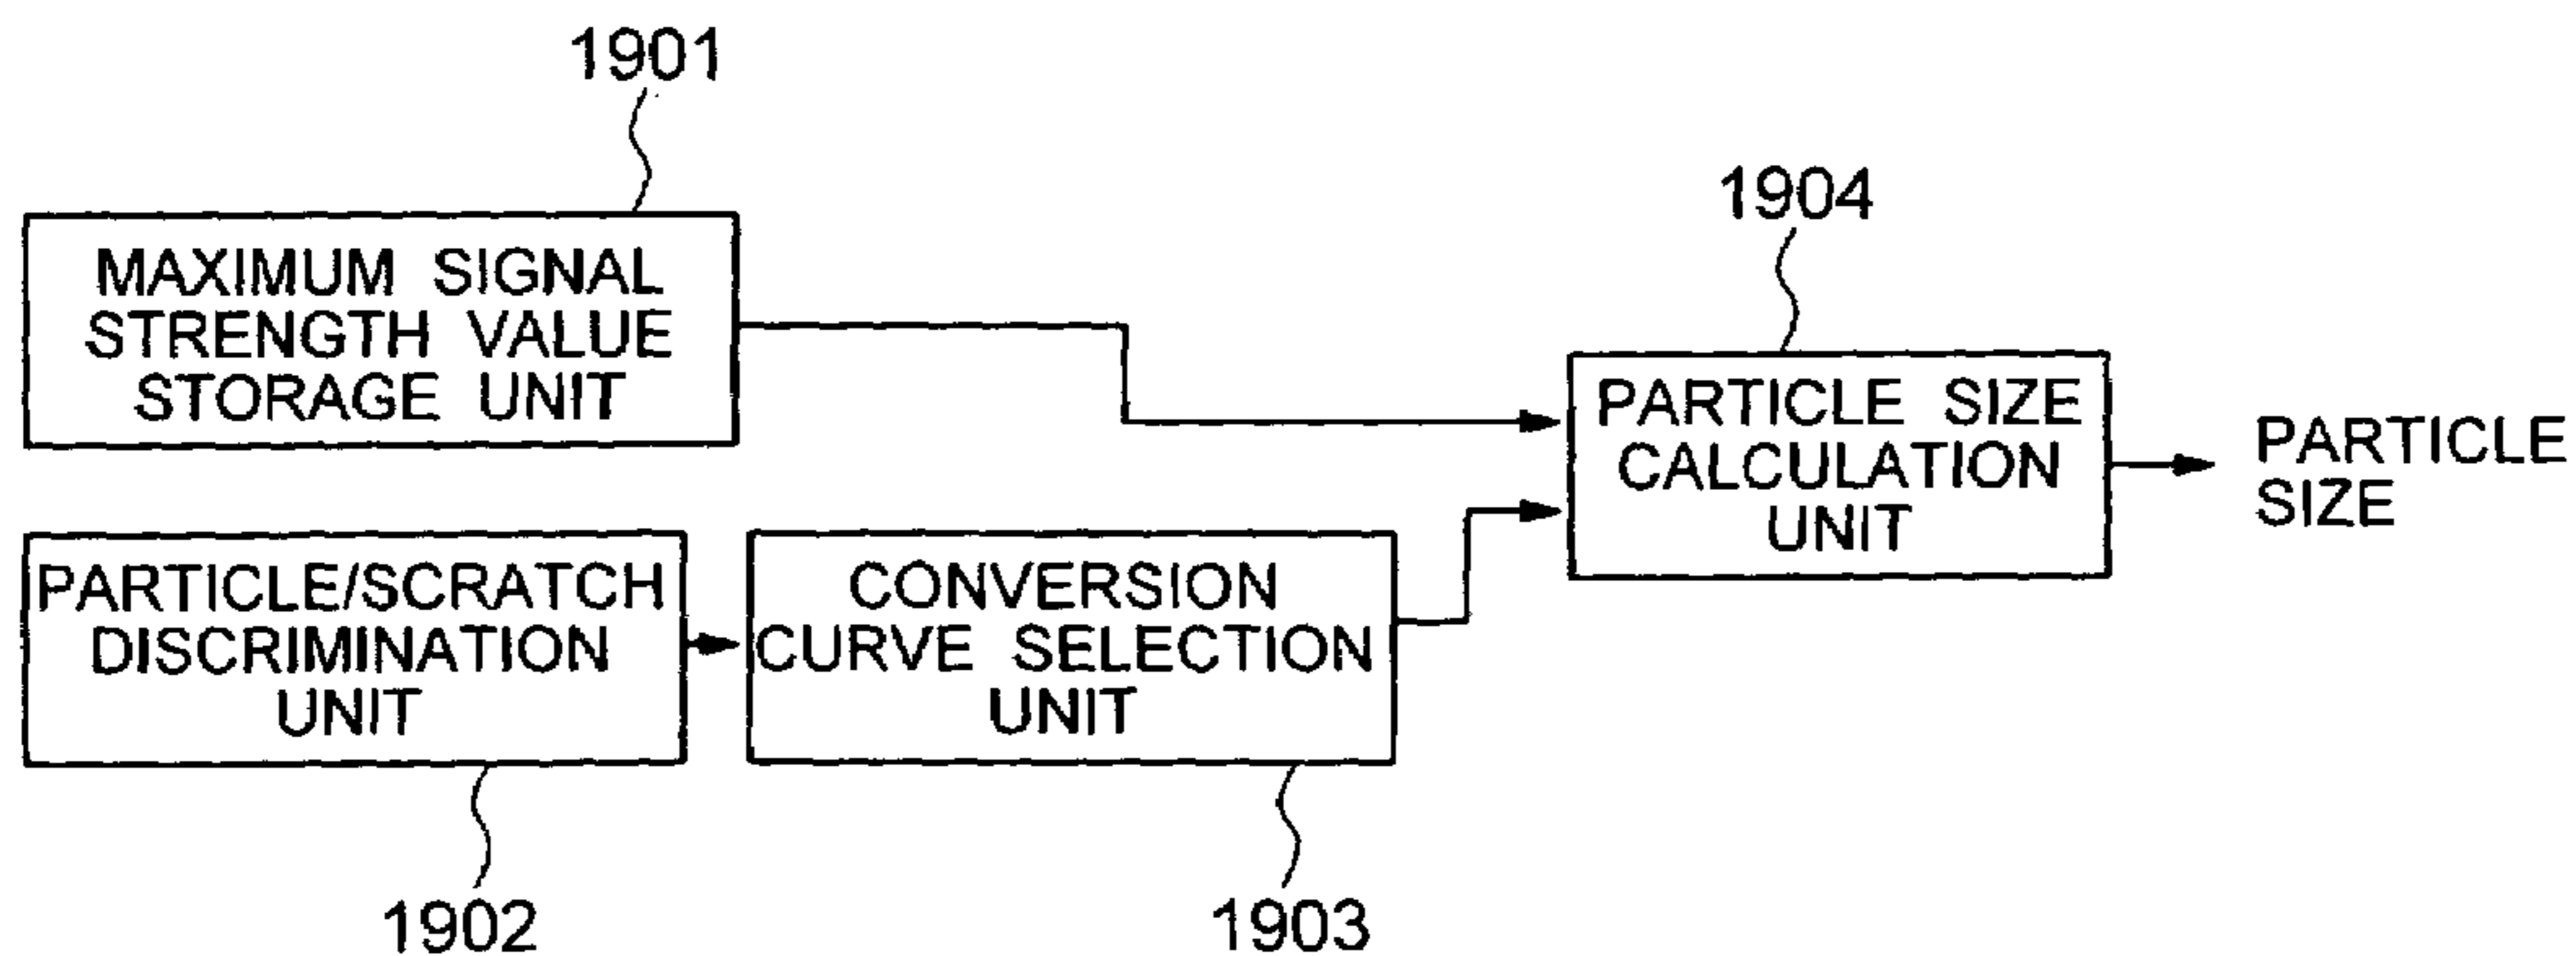 1901
MAXIMUM SIGNAL
STRENGTH VALUE
STORAGE UNIT
1904
PARTICLE SIZE
CALCULATION
UNIT
PARTICLE
SIZE
PARTICLE/SCRATCH
DISCRIMINATION
UNIT
CONVERSION
CURVE SELECTION
UNIT
1902
1903